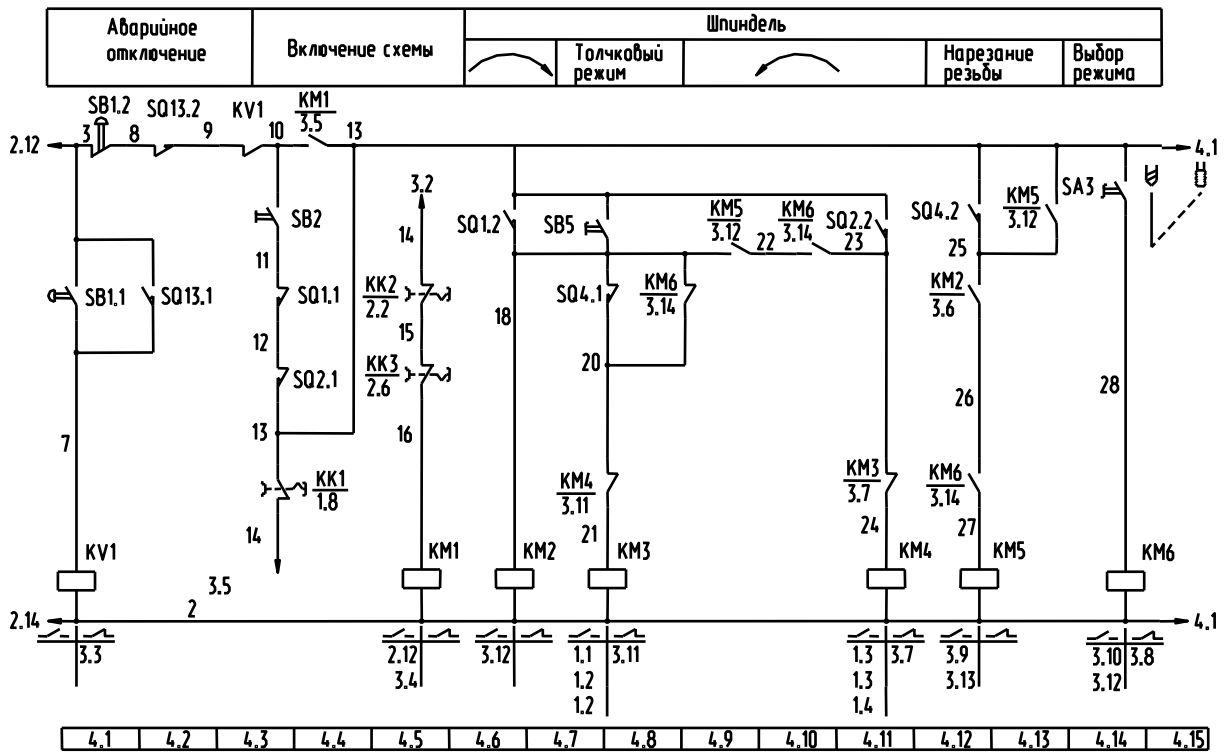 Аварийное отключение
Включение схемы
Шпиндель
Толчковый режим
Нарезание резьбы
Выбор режима
SB1.2 SQ13.2 KV1 KM1
3.5
2.12 3 8 9 10 13 4.1
SB2
3.2
SQ1.2 SB5
KM5
3.12
22
KM6
3.14
23
SQ2.2
SQ4.2
25
KM5
3.12
SA3
11
14
SB1.1 SQ13.1 SQ1.1
KK2
2.2
18
SQ4.1
KM6
3.14
KM2
3.6
12
15
20
SQ2.1
KK3
2.6
28
26
7 13 16
KK1
1.8
KM4
3.11
KM3
3.7
KM6
3.14
14 21 24 27
KV1 KM1 KM2 KM3 KM4 KM5 KM6
3.5
2.14 2 4.1
3.3 2.12 3.12 1.1 3.11 1.3 3.7 3.9 3.10 3.8
3.4 1.2 1.3 3.13 3.12
1.2 1.4
4.1 4.2 4.3 4.4 4.5 4.6 4.7 4.8 4.9 4.10 4.11 4.12 4.13 4.14 4.15